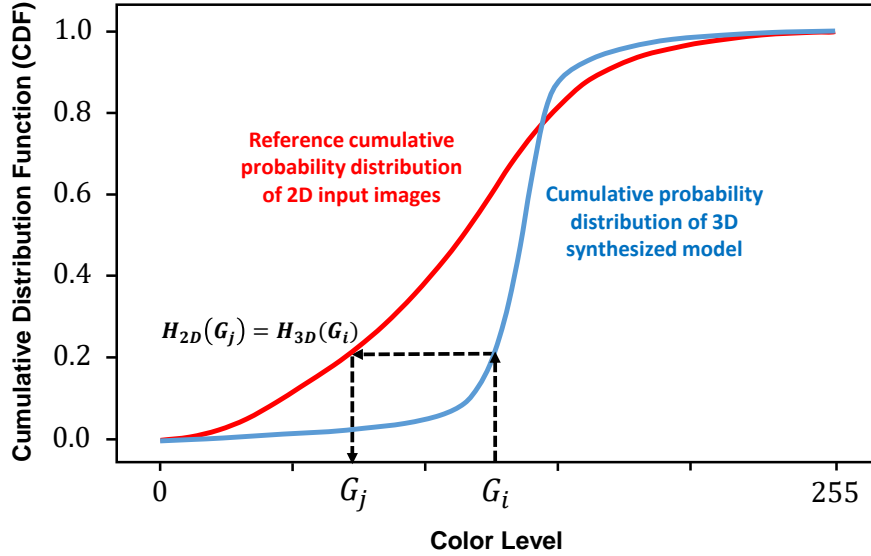 Cumulative Distribution Function (CDF)
1.0
0.8
0.6
0.4
0.2
0.0
Reference cumulative
probability distribution
of 2D input images
Cumulative probability
distribution of 3D
synthesized model
H₂D(Gⱼ) = H₃D(Gᵢ)
0
Gⱼ
Gᵢ
255
Color Level